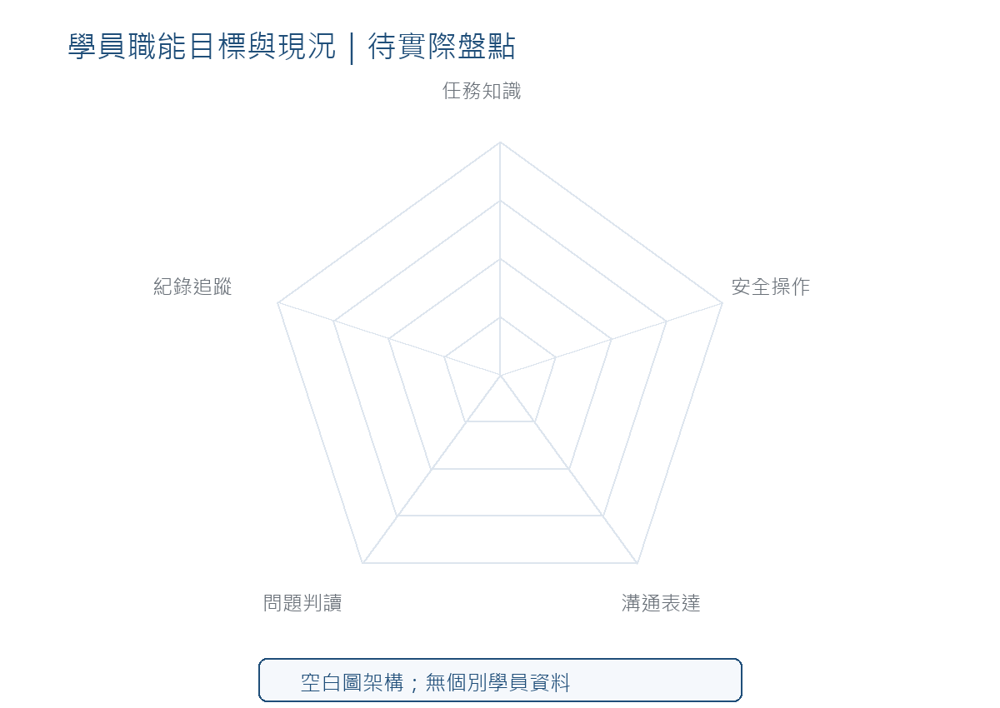 學員職能目標與現況｜待實際盤點
任務知識
紀錄追蹤
安全操作
問題判讀
溝通表達
空白圖架構；無個別學員資料